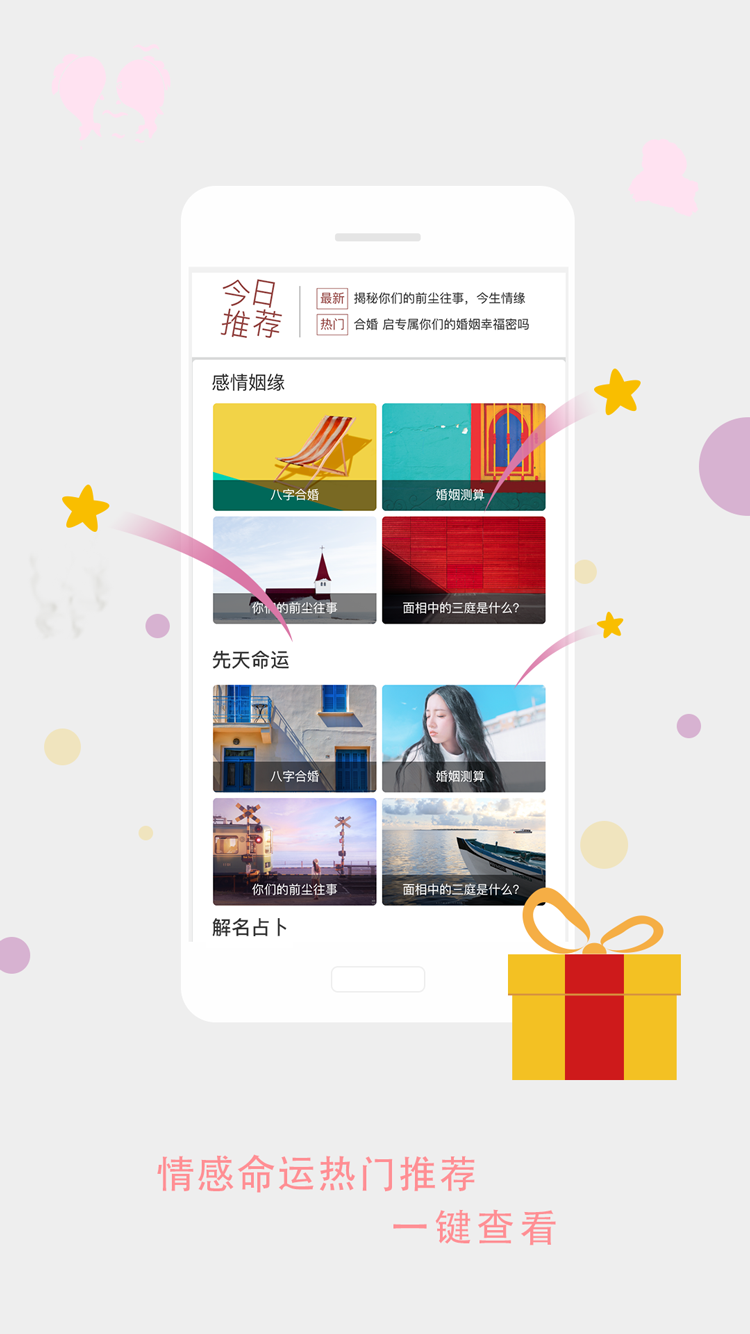 今日
推荐
最新 揭秘你们的前尘往事，今生情缘
热门 合婚 启专属你们的婚姻幸福密吗
感情姻缘
八字合婚
婚姻测算
你们的前尘往事
面相中的三庭是什么？
先天命运
八字合婚
婚姻测算
你们的前尘往事
面相中的三庭是什么？
解名占卜
情感命运热门推荐
一键查看